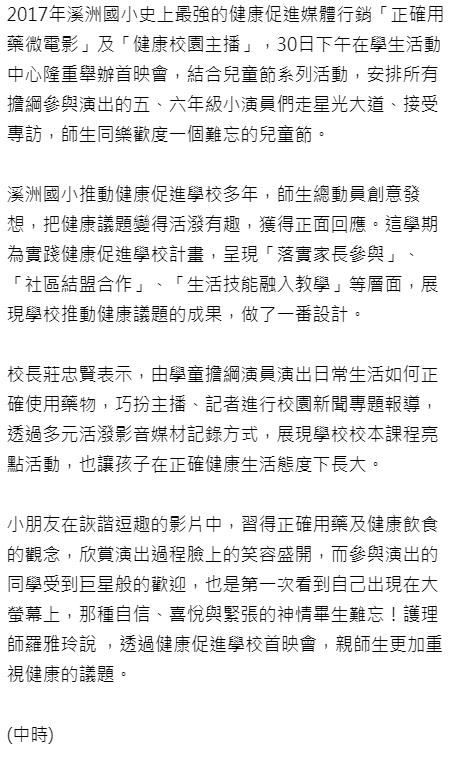 2017年溪洲國小史上最強的健康促進媒體行銷「正確用
藥微電影」及「健康校園主播」，30日下午在學生活動
中心隆重舉辦首映會，結合兒童節系列活動，安排所有
擔綱參與演出的五、六年級小演員們走星光大道、接受
專訪，師生同樂歡度一個難忘的兒童節。
溪洲國小推動健康促進學校多年，師生總動員創意發
想，把健康議題變得活潑有趣，獲得正面回應。這學期
為實踐健康促進學校計畫，呈現「落實家長參與」、
「社區結盟合作」、「生活技能融入教學」等層面，展
現學校推動健康議題的成果，做了一番設計。
校長莊忠賢表示，由學童擔綱演員演出日常生活如何正
確使用藥物，巧扮主播、記者進行校園新聞專題報導，
透過多元活潑影音媒材記錄方式，展現學校校本課程亮
點活動，也讓孩子在正確健康生活態度下長大。
小朋友在詼諧逗趣的影片中，習得正確用藥及健康飲食
的觀念，欣賞演出過程臉上的笑容盛開，而參與演出的
同學受到巨星般的歡迎，也是第一次看到自己出現在大
螢幕上，那種自信、喜悅與緊張的神情畢生難忘！護理
師羅雅玲說 ，透過健康促進學校首映會，親師生更加重
視健康的議題。
(中時)